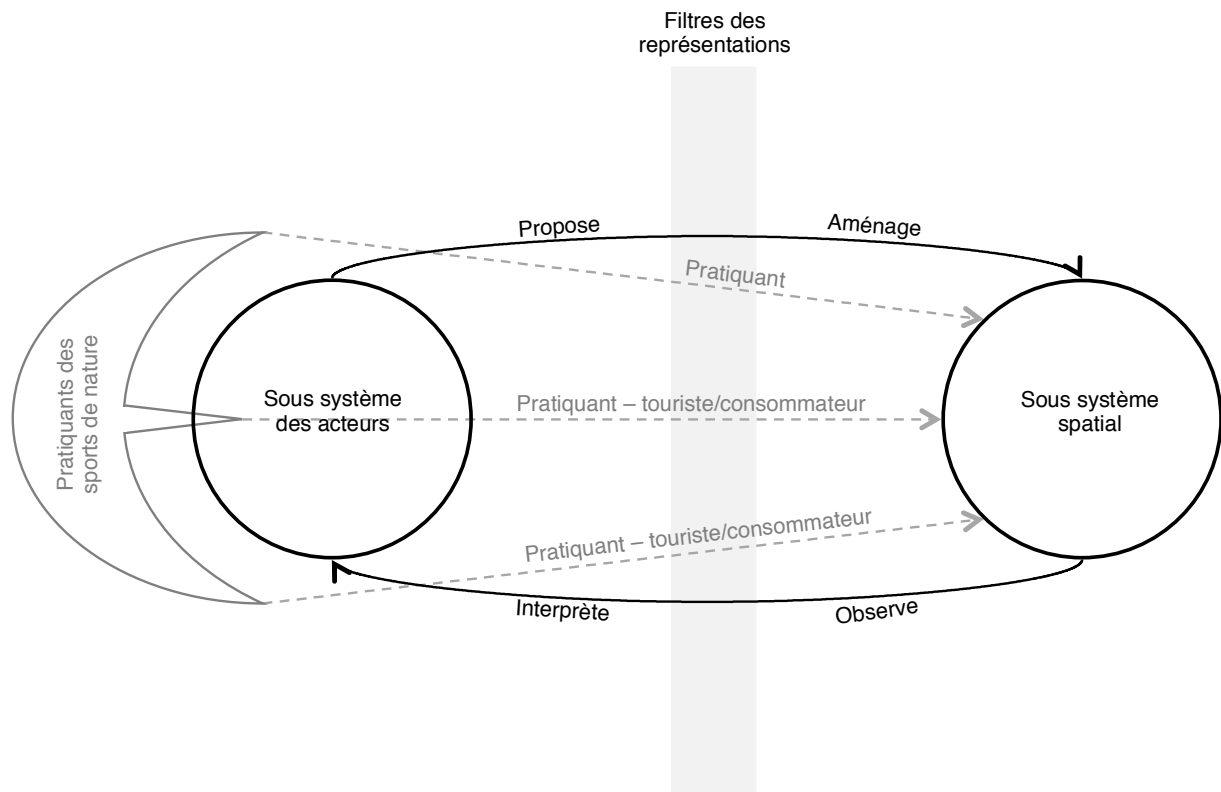 Filtres des
représentations
Propose
Aménage
Pratiquant
Pratiquants des
sports de nature
Sous système
des acteurs
Pratiquant – touriste/consommateur
Sous système
spatial
Pratiquant – touriste/consommateur
Interprète
Observe